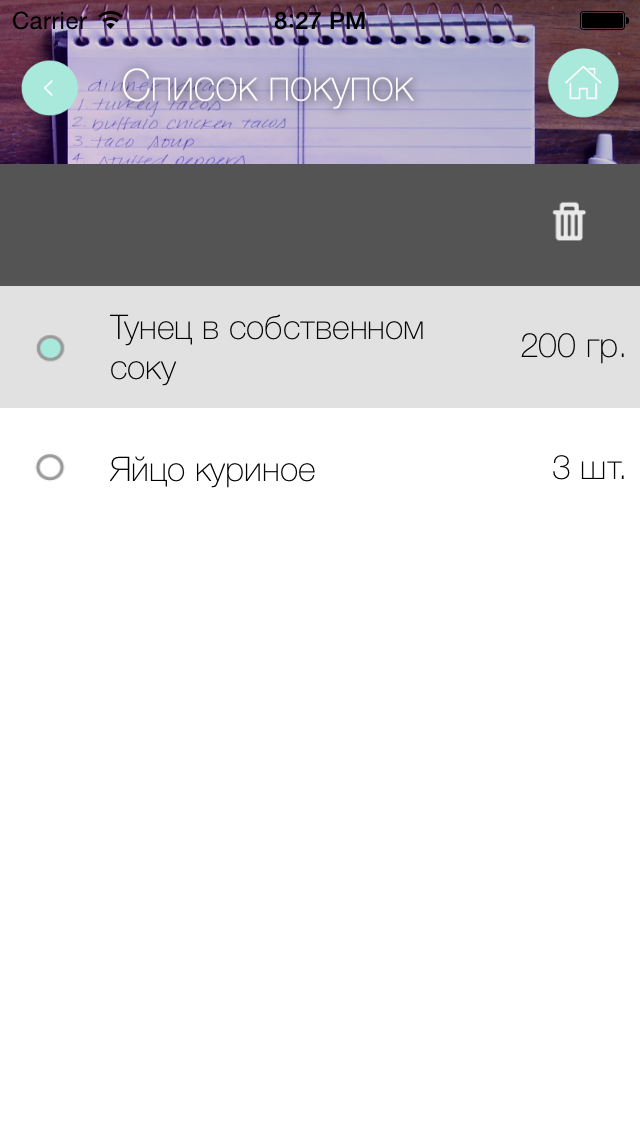 Carrier 8:27 PM
Список покупок
dinner
1. turkey tacos
2. buffalo chicken tacos
3. taco soup
4 stuffed peppers
Тунец в собственном
соку
200 гр.
Яйцо куриное
3 шт.